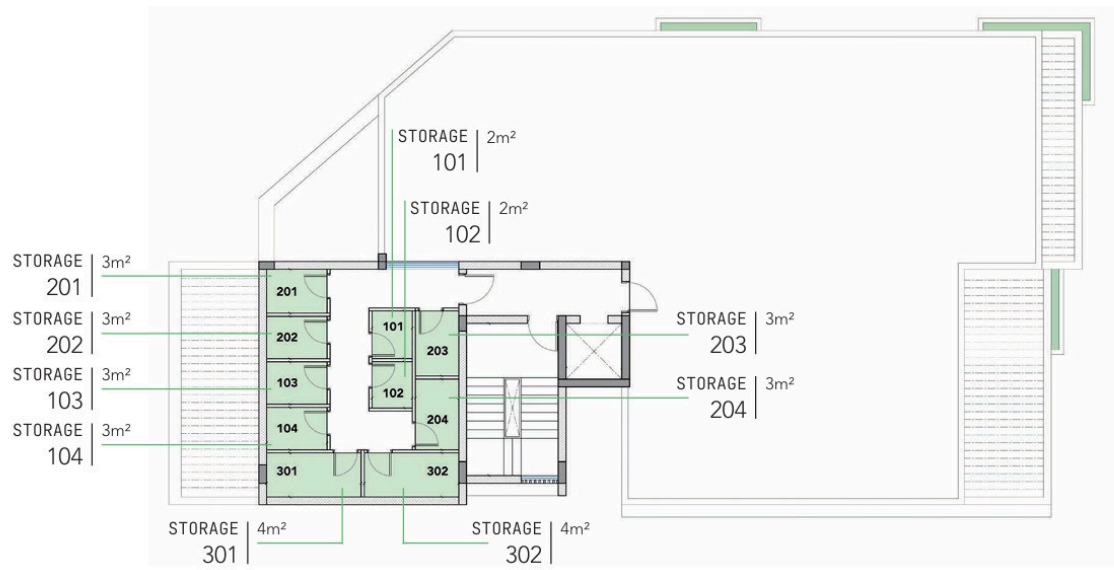 STORAGE 2m²
101
STORAGE 2m²
102
STORAGE 3m²
201
STORAGE 3m²
202
STORAGE 3m²
103
STORAGE 3m²
104
201
202
103
104
301
302
101
102
203
204
STORAGE 3m²
203
STORAGE 3m²
204
STORAGE 4m²
301
STORAGE 4m²
302